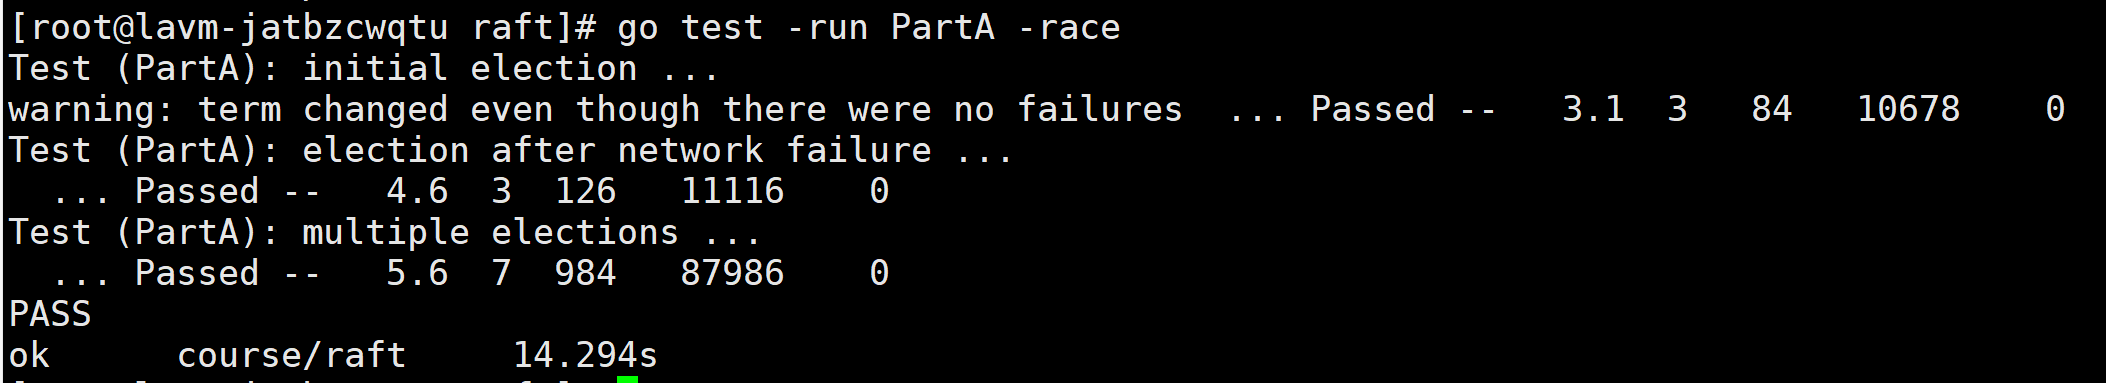 [root@lavm-jatbzcwqtu raft]# go test -run PartA -race
Test (PartA): initial election ...
warning: term changed even though there were no failures  ... Passed --   3.1  3   84   10678    0
Test (PartA): election after network failure ...
  ... Passed --   4.6  3  126   11116    0
Test (PartA): multiple elections ...
  ... Passed --   5.6  7  984   87986    0
PASS
ok      course/raft     14.294s